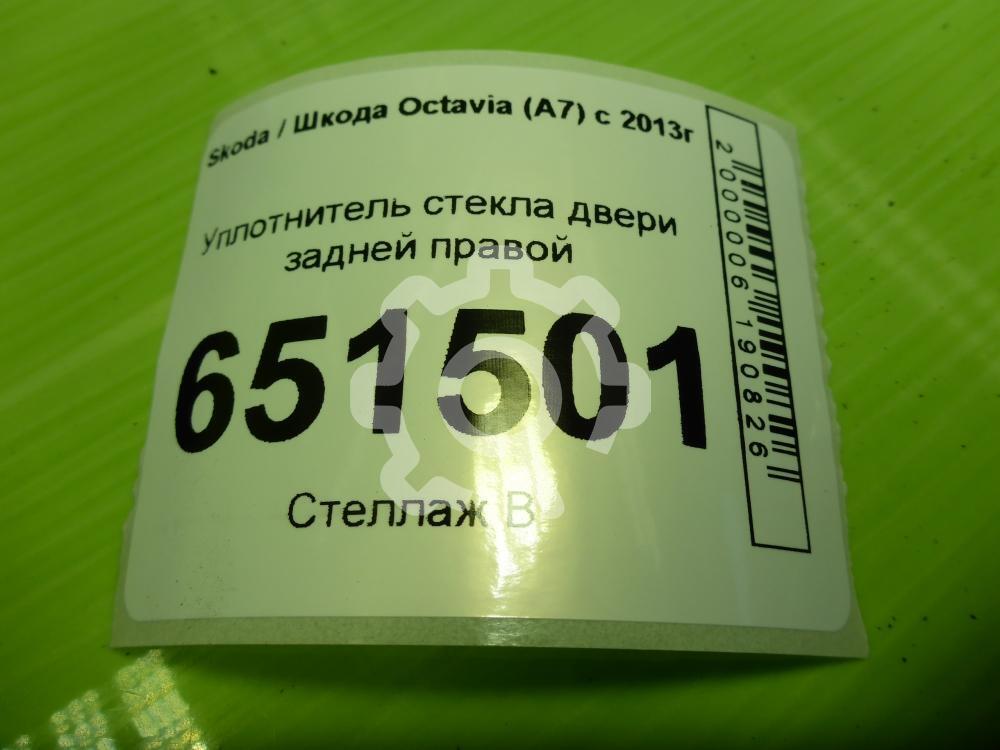 Skoda / Шкода Octavia (A7) с 2013г
Уплотнитель стекла двери
задней правой
651501
Стеллаж В
2000006190826